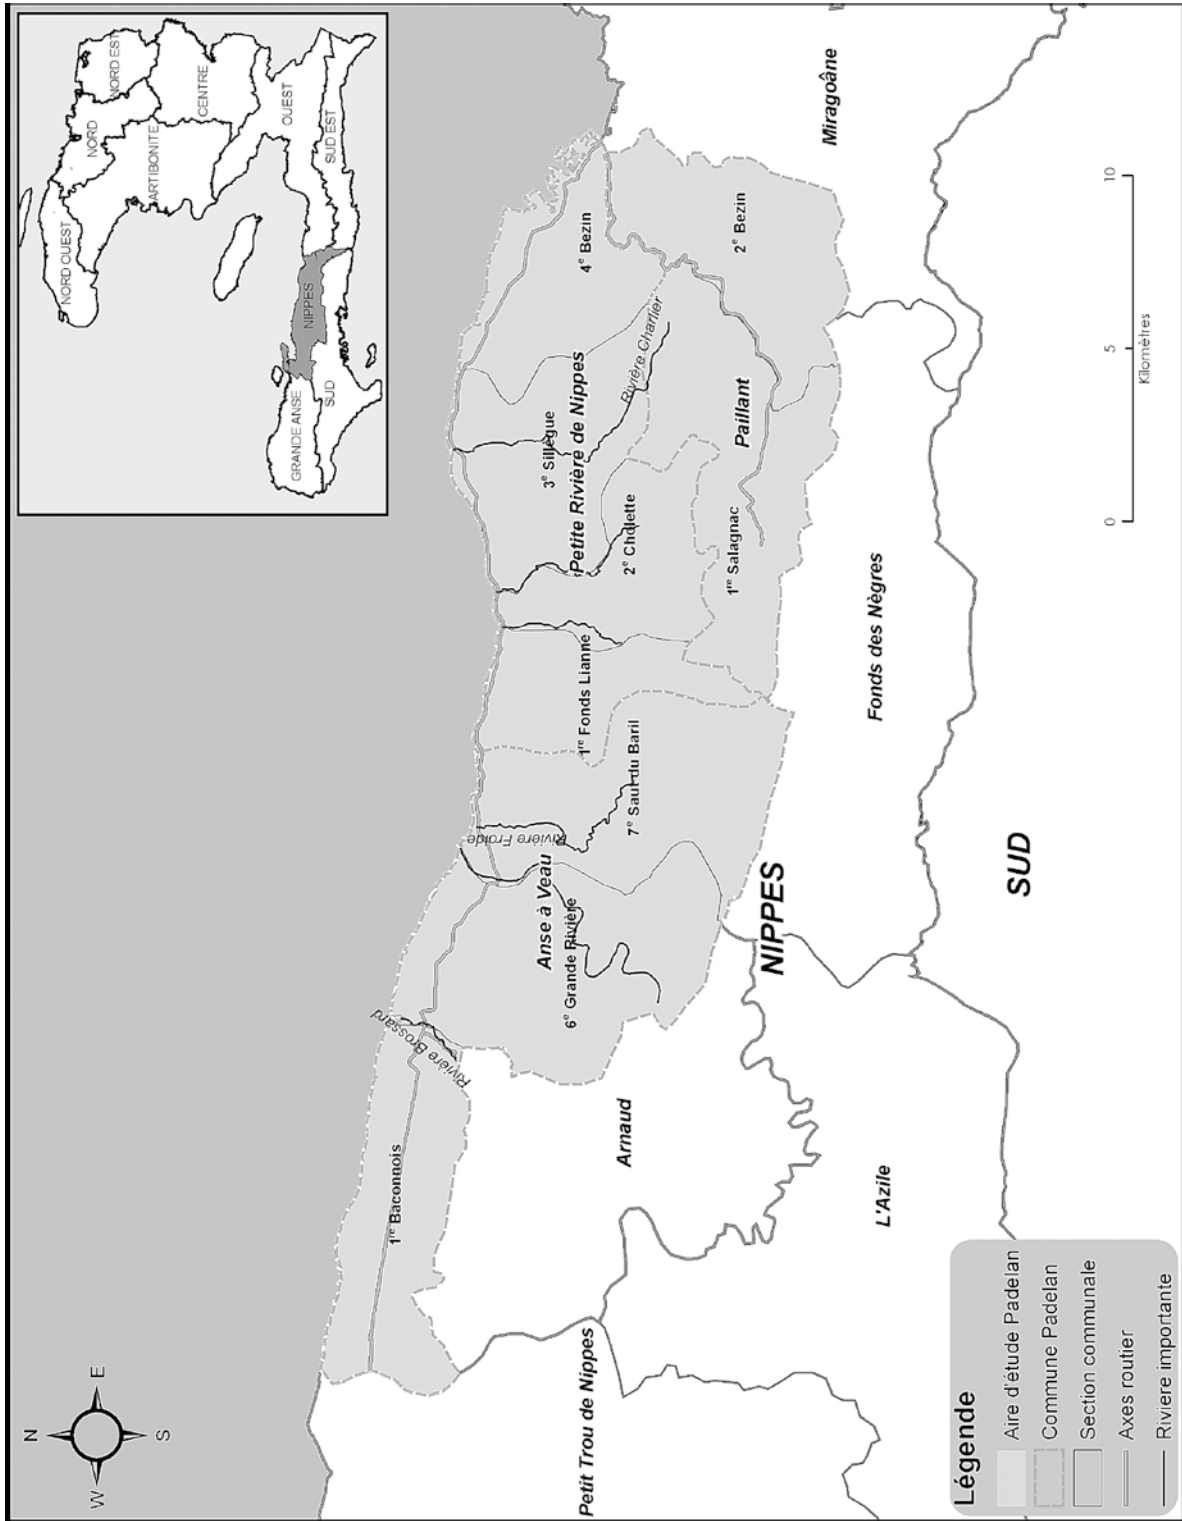 N
W
E
S
NORD OUEST
NORD
NORD EST
ARTIBONITE
CENTRE
OUEST
SUD EST
NIPPES
GRANDE ANSE
SUD
Miragoâne
4e Bezin
2e Bezin
Rivière Charlier
3e Sillègue
Petite Rivière de Nippes
Paillant
2e Cholette
1re Salagnac
1re Fonds Lianne
Fonds des Nègres
7e Saut du Baril
Rivière Froide
Anse à Veau
6e Grande Rivière
NIPPES
SUD
Rivière Brossard
1re Baconnois
Arnaud
L'Azile
Petit Trou de Nippes
0
5
10
Kilomètres
Légende
Aire d'étude Padelan
Commune Padelan
Section communale
Axes routier
Riviere importante